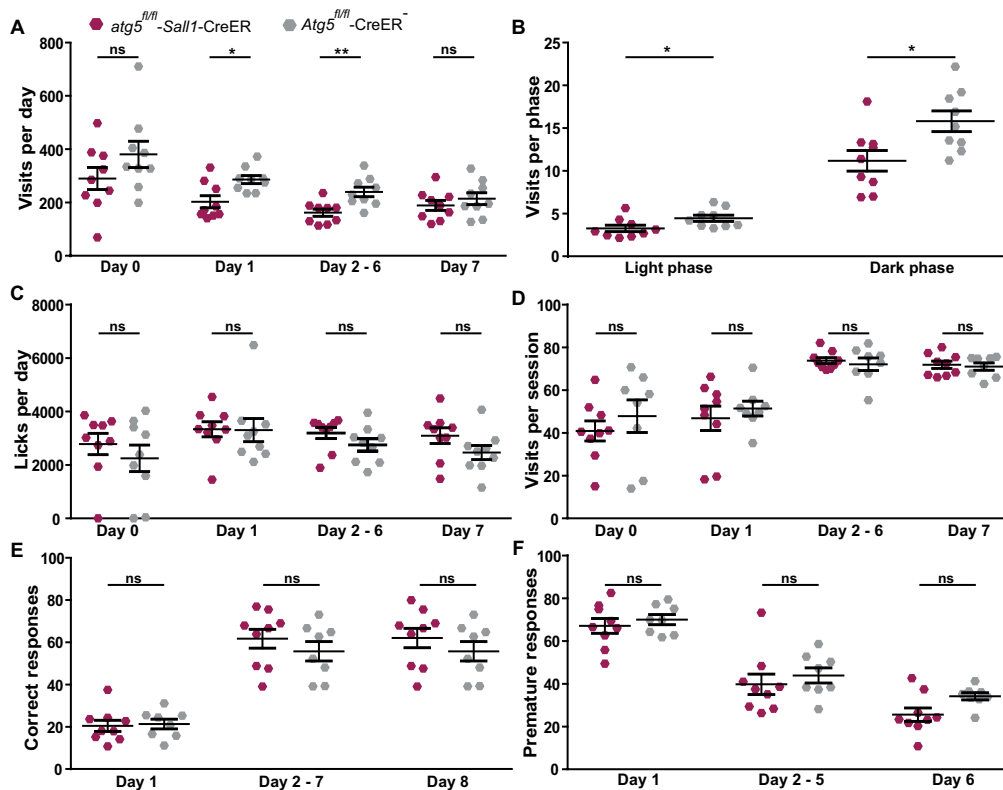 atg5fl/fl-Sall1-CreER
Atg5fl/fl-CreER-
A
800
600
400
200
0
Visits per day
ns
*
**
ns
Day 0
Day 1
Day 2 - 6
Day 7
B
25
20
15
10
5
0
Visits per phase
*
*
Light phase
Dark phase
C
8000
6000
4000
2000
0
Licks per day
ns
ns
ns
ns
Day 0
Day 1
Day 2 - 6
Day 7
D
100
80
60
40
20
0
Visits per session
ns
ns
ns
ns
Day 0
Day 1
Day 2 - 6
Day 7
E
100
80
60
40
20
0
Correct responses
ns
ns
ns
Day 1
Day 2 - 7
Day 8
F
100
80
60
40
20
0
Premature responses
ns
ns
ns
Day 1
Day 2 - 5
Day 6